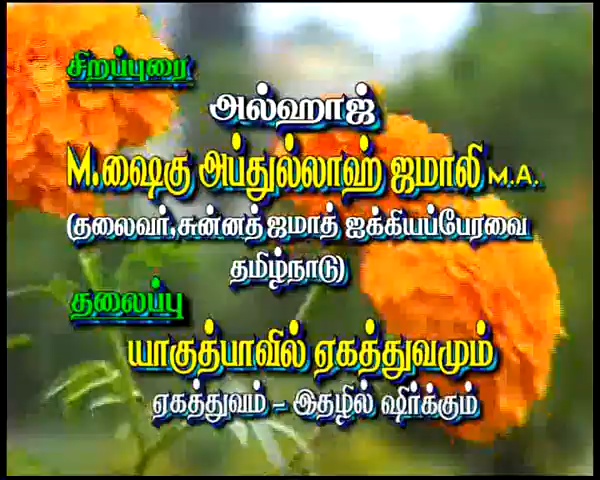 சிறப்புரை
அல்ஹாஜ்
M.ஷைகு அப்துல்லாஹ் ஜமாலி M.A.
(தலைவர்,சுன்னத் ஜமாத் ஐக்கியப்பேரவை
தமிழ்நாடு)
தலைப்பு
யாகுத்பாவில் ஏகத்துவமும்
ஏகத்துவம் - இதழில் ஷிர்க்கும்